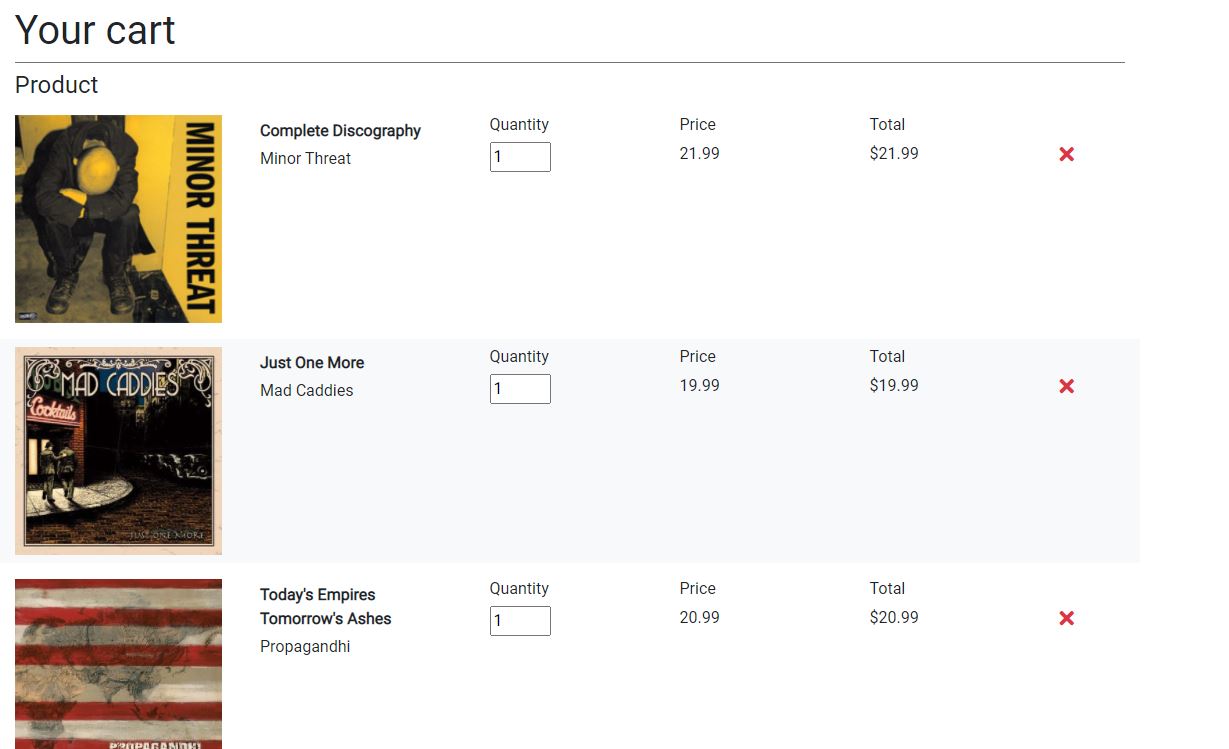 Your cart
Product
MINOR THREAT
Complete Discography
Minor Threat
Quantity
1
Price
21.99
Total
$21.99
MAD CADDIES
Cocktails
JUST ONE MORE
Just One More
Mad Caddies
Quantity
1
Price
19.99
Total
$19.99
PROPAGANDHI
Today's Empires
Tomorrow's Ashes
Propagandhi
Quantity
1
Price
20.99
Total
$20.99